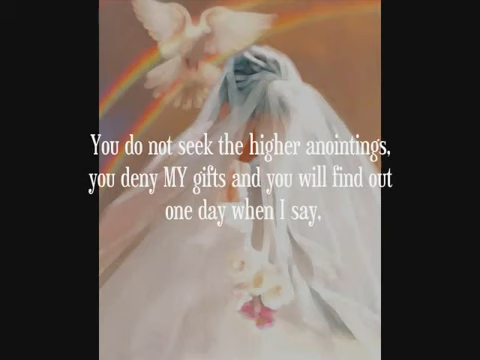 You do not seek the higher anointings,
you deny MY gifts and you will find out
one day when I say,